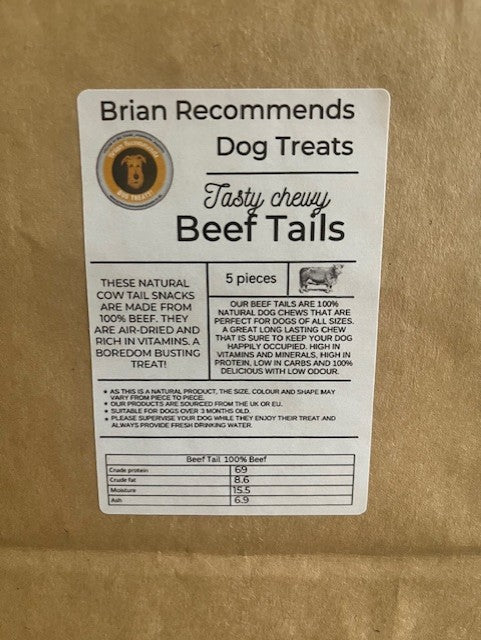 Brian Recommends
Dog Treats
Brian Recommends
DOG TREATS
Tasty chewy
Beef Tails
THESE NATURAL
COW TAIL SNACKS
ARE MADE FROM
100% BEEF. THEY
ARE AIR-DRIED AND
RICH IN VITAMINS. A
BOREDOM BUSTING
TREAT!
5 pieces
OUR BEEF TAILS ARE 100%
NATURAL DOG CHEWS THAT ARE
PERFECT FOR DOGS OF ALL SIZES.
A GREAT LONG LASTING CHEW
THAT IS SURE TO KEEP YOUR DOG
HAPPILY OCCUPIED. HIGH IN
VITAMINS AND MINERALS, HIGH IN
PROTEIN, LOW IN CARBS AND 100%
DELICIOUS WITH LOW ODOUR.
★ AS THIS IS A NATURAL PRODUCT, THE SIZE, COLOUR AND SHAPE MAY
VARY FROM PIECE TO PIECE.
★ OUR PRODUCTS ARE SOURCED FROM THE UK OR EU.
★ SUITABLE FOR DOGS OVER 3 MONTHS OLD.
★ PLEASE SUPERVISE YOUR DOG WHILE THEY ENJOY THEIR TREAT AND
ALWAYS PROVIDE FRESH DRINKING WATER.
Beef Tail 100% Beef
Crude protein 69
Crude fat 8.6
Moisture 15.5
Ash 6.9